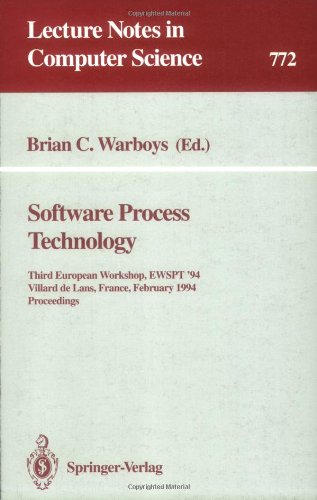 Lecture Notes in
Computer Science 772
Brian C. Warboys (Ed.)
Software Process
Technology
Third European Workshop, EWSPT '94
Villard de Lans, France, February 1994
Proceedings
Springer-Verlag